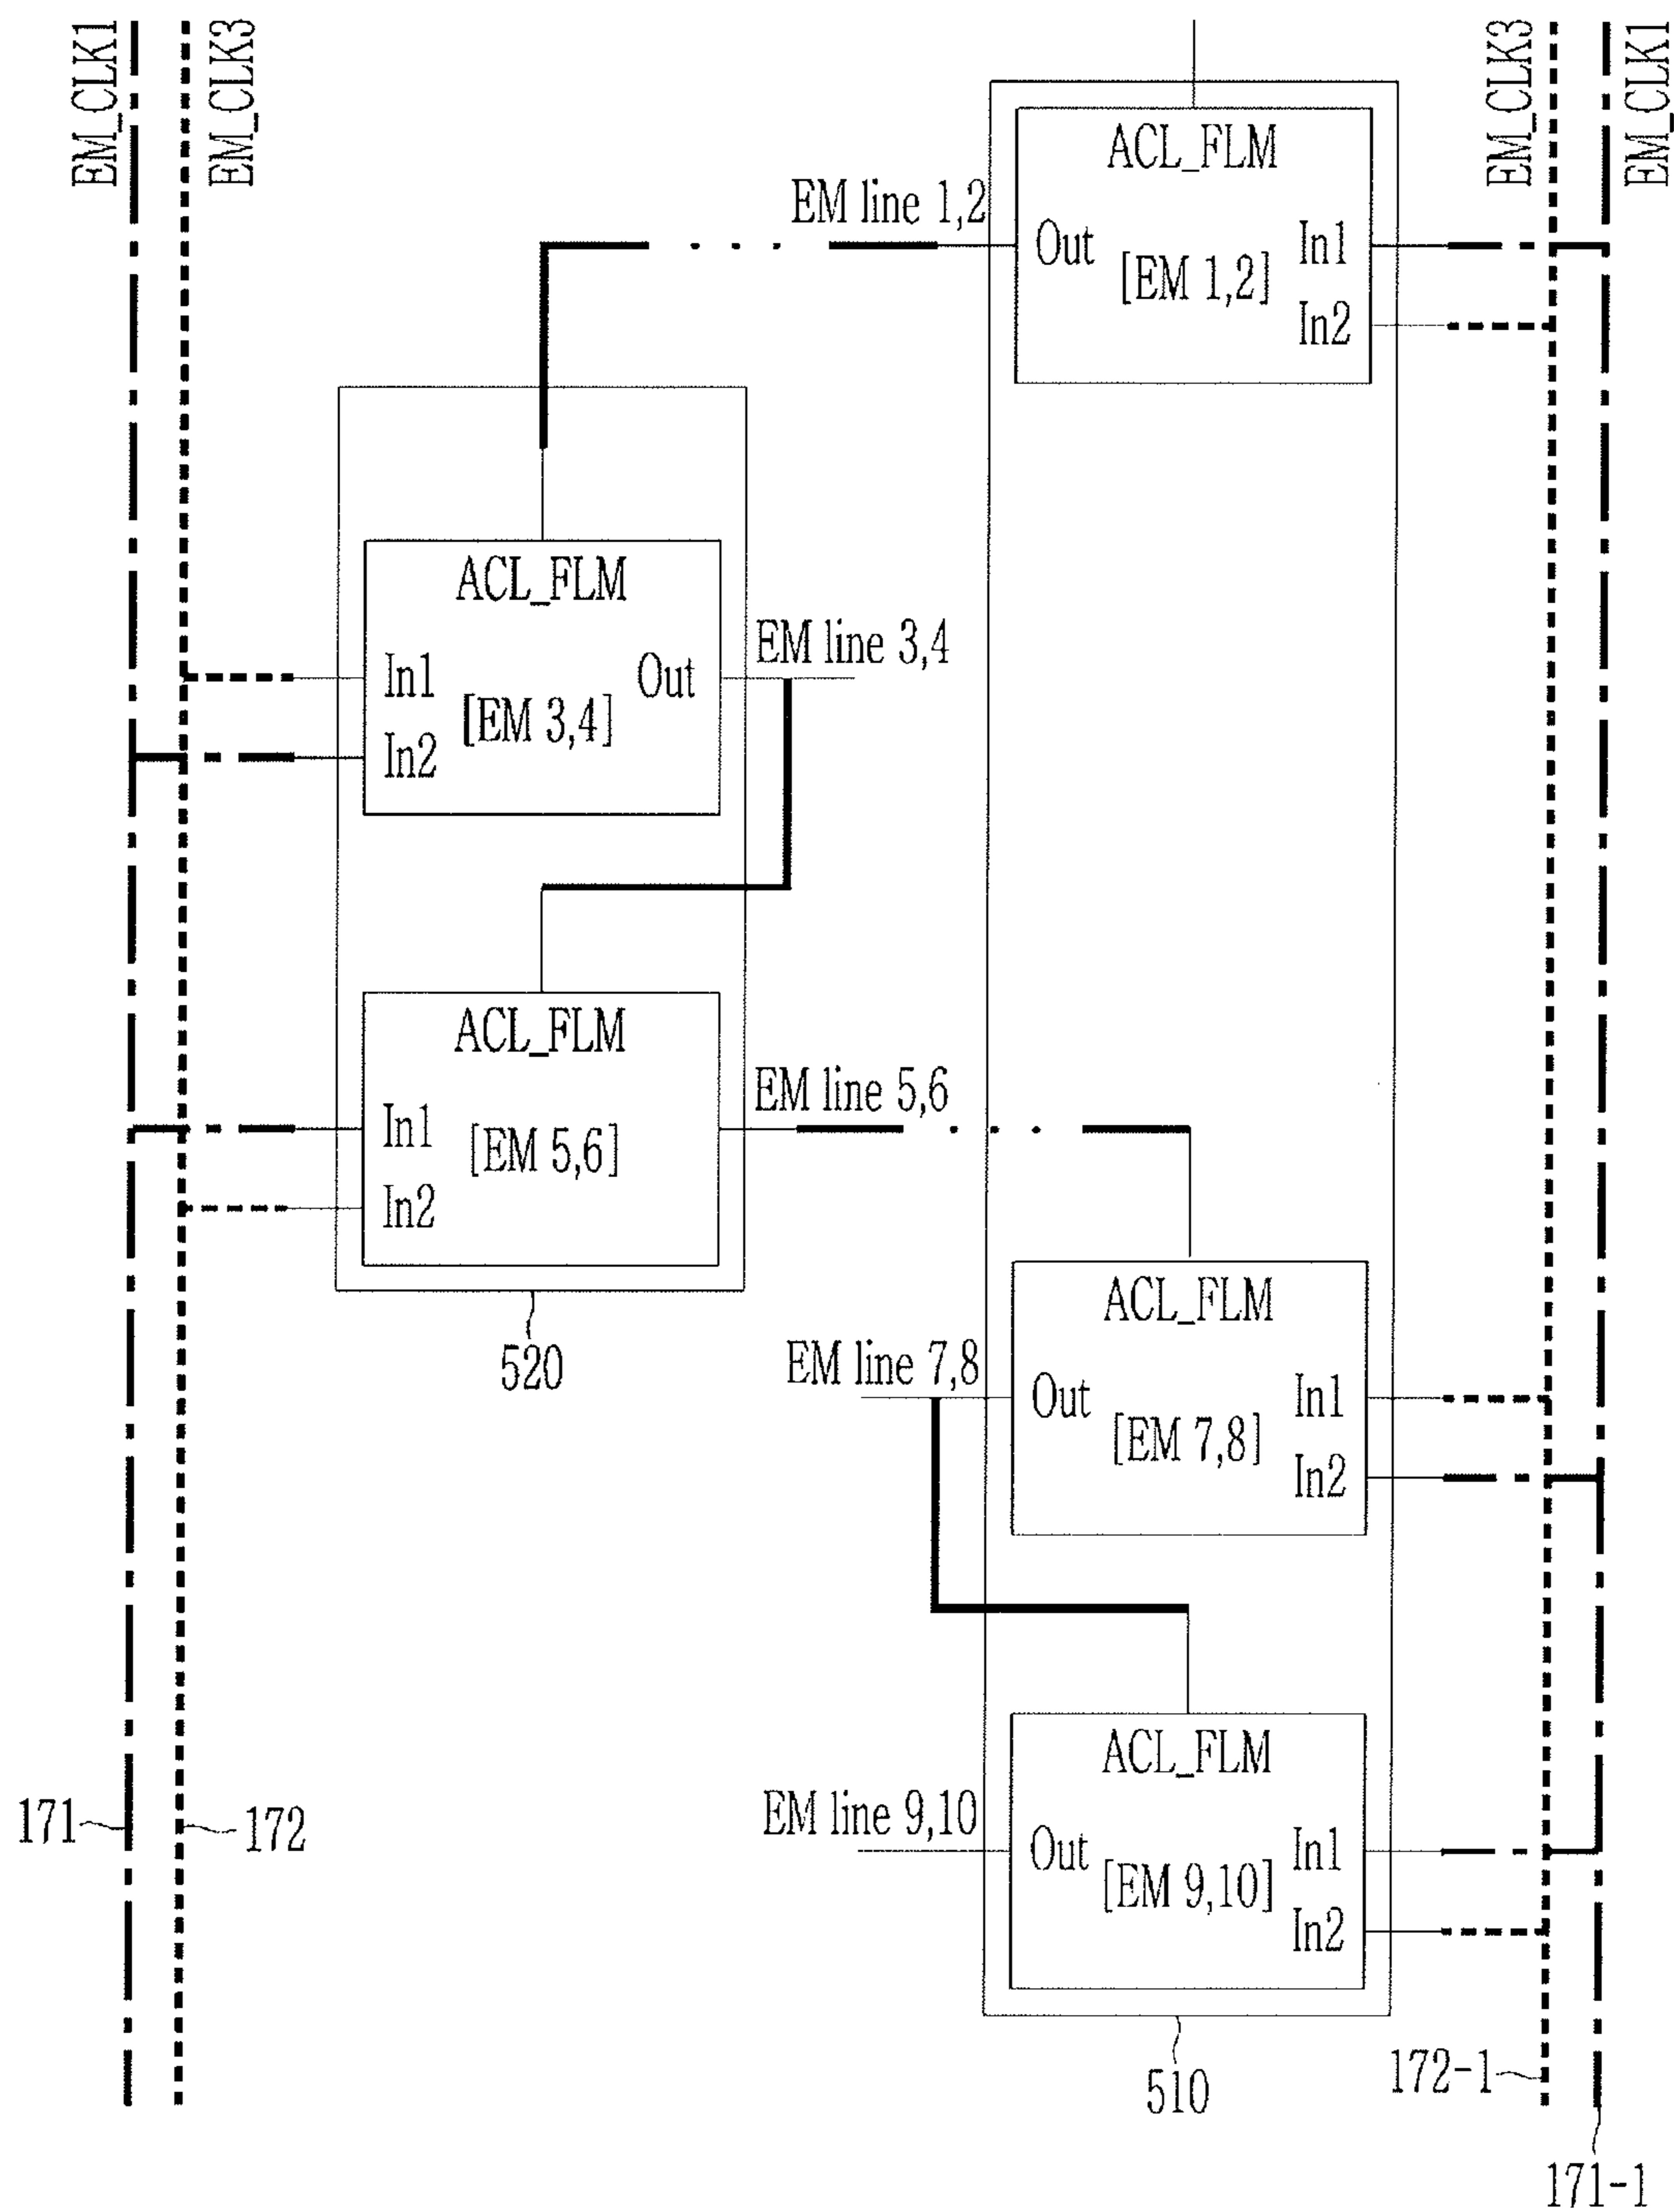 EM_CLK1
EM_CLK3
EM_CLK3
EM_CLK1
ACL_FLM
EM line 1,2
Out
In1
[EM 1,2]
In2
ACL_FLM
EM line 3,4
In1
Out
[EM 3,4]
In2
ACL_FLM
EM line 5,6
In1
[EM 5,6]
In2
520
ACL_FLM
EM line 7,8
Out
In1
[EM 7,8]
In2
ACL_FLM
EM line 9,10
Out
In1
[EM 9,10]
In2
171
172
510
172-1
171-1